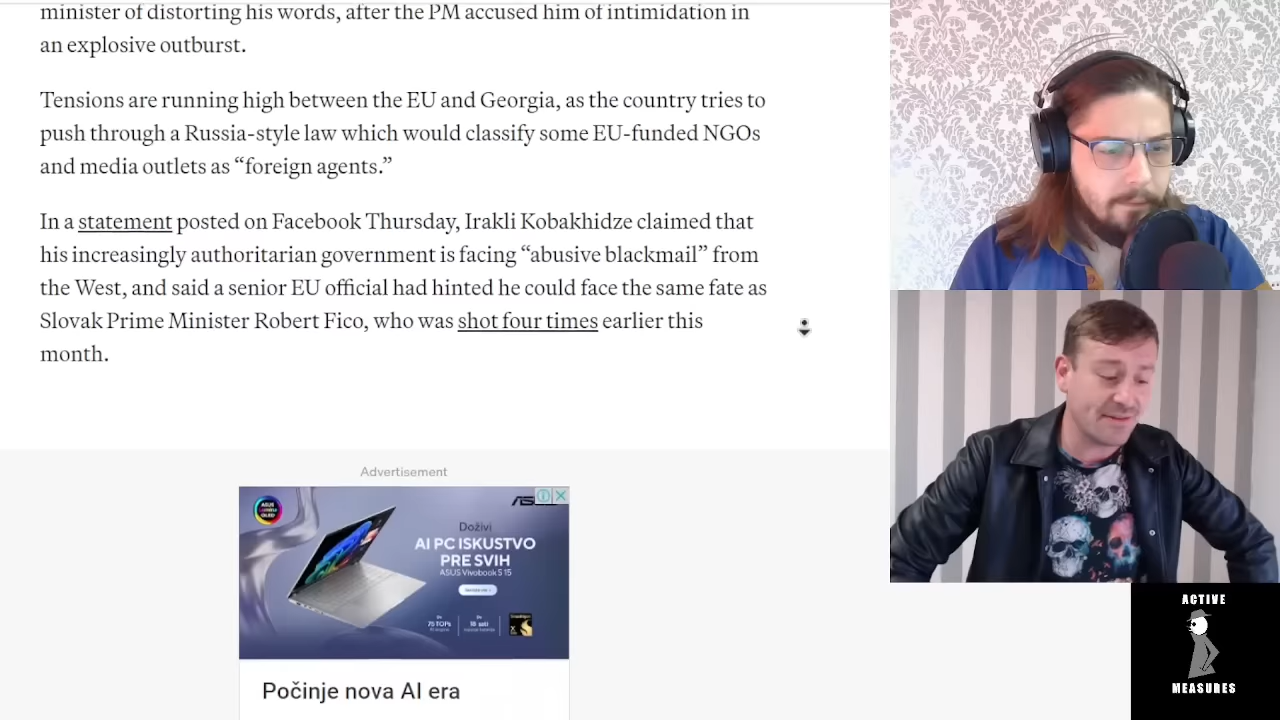 minister of distorting his words, after the PM accused him of intimidation in
an explosive outburst.
Tensions are running high between the EU and Georgia, as the country tries to
push through a Russia-style law which would classify some EU-funded NGOs
and media outlets as “foreign agents.”
In a statement posted on Facebook Thursday, Irakli Kobakhidze claimed that
his increasingly authoritarian government is facing “abusive blackmail” from
the West, and said a senior EU official had hinted he could face the same fate as
Slovak Prime Minister Robert Fico, who was shot four times earlier this
month.
Advertisement
Doživi
AI PC ISKUSTVO
PRE SVIH
ASUS Vivobook S 15
75 TOPs
18 sati
Počinje nova AI era
ACTIVE
MEASURES